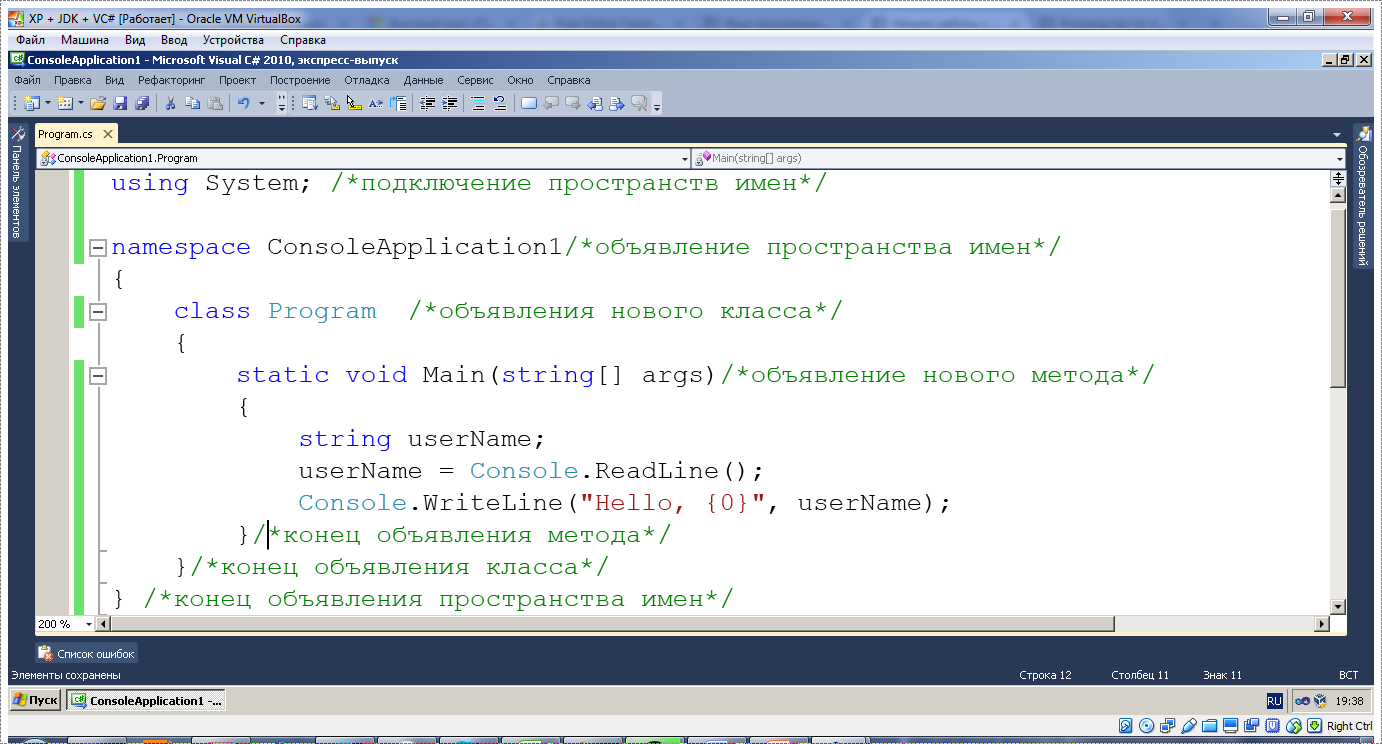 XP + JDK + VC# [Работает] - Oracle VM VirtualBox
Файл Машина Вид Ввод Устройства Справка
ConsoleApplication1 - Microsoft Visual C# 2010, экспресс-выпуск
Файл Правка Вид Рефакторинг Проект Построение Отладка Данные Сервис Окно Справка
Program.cs
Панель элементов
Обозреватель решений
ConsoleApplication1.Program Main(string[] args)
using System; /*подключение пространств имен*/
namespace ConsoleApplication1/*объявление пространства имен*/
{
class Program /*объявления нового класса*/
{
static void Main(string[] args)/*объявление нового метода*/
{
string userName;
userName = Console.ReadLine();
Console.WriteLine("Hello, {0}", userName);
}/*конец объявления метода*/
}/*конец объявления класса*/
} /*конец объявления пространства имен*/
200 %
Список ошибок
Элементы сохранены Строка 12 Столбец 11 Знак 11 ВСТ
Пуск ConsoleApplication1 -... RU 19:38
Right Ctrl